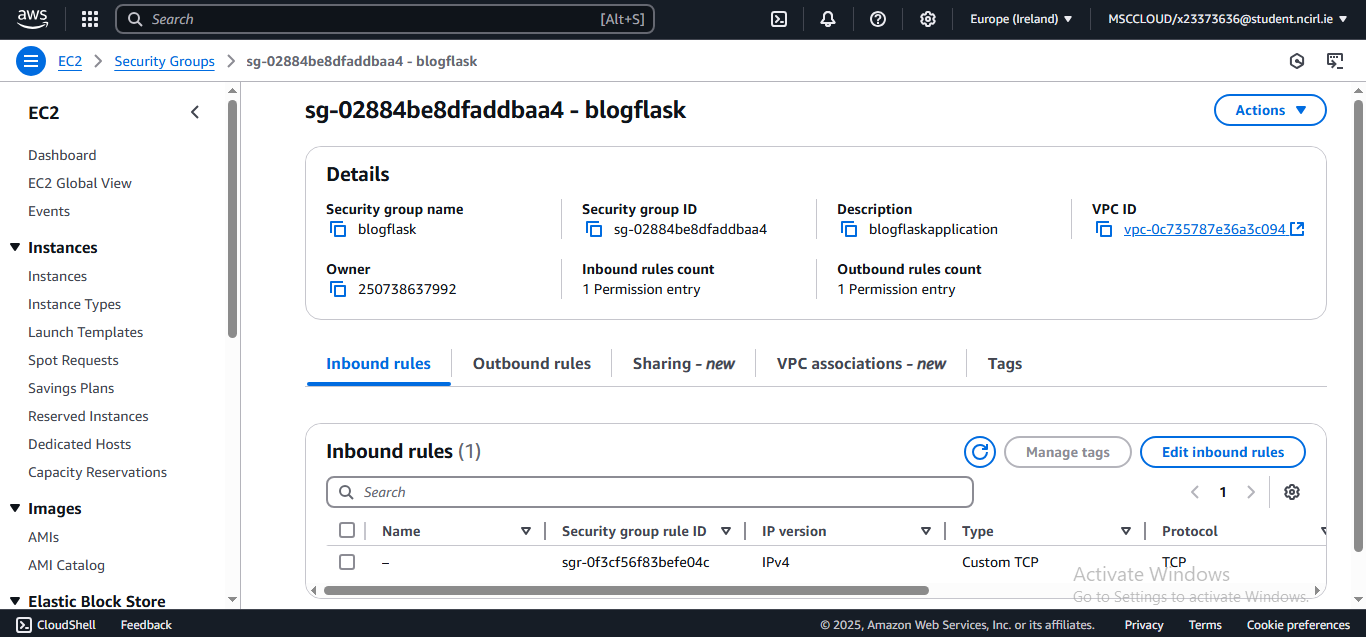 aws
Search [Alt+S]
Europe (Ireland)
MSCCLOUD/x23373636@student.ncirl.ie
EC2
Security Groups
sg-02884be8dfaddbaa4 - blogflask
EC2
Dashboard
EC2 Global View
Events
Instances
Instances
Instance Types
Launch Templates
Spot Requests
Savings Plans
Reserved Instances
Dedicated Hosts
Capacity Reservations
Images
AMIs
AMI Catalog
Elastic Block Store
sg-02884be8dfaddbaa4 - blogflask
Actions
Details
Security group name
blogflask
Security group ID
sg-02884be8dfaddbaa4
Description
blogflaskapplication
VPC ID
vpc-0c735787e36a3c094
Owner
250738637992
Inbound rules count
1 Permission entry
Outbound rules count
1 Permission entry
Inbound rules
Outbound rules
Sharing - new
VPC associations - new
Tags
Inbound rules (1)
Manage tags
Edit inbound rules
Search
1
Name Security group rule ID IP version Type Protocol
– sgr-0f3cf56f83befe04c IPv4 Custom TCP TCP
Activate Windows
Go to Settings to activate Windows.
CloudShell
Feedback
© 2025, Amazon Web Services, Inc. or its affiliates.
Privacy
Terms
Cookie preferences